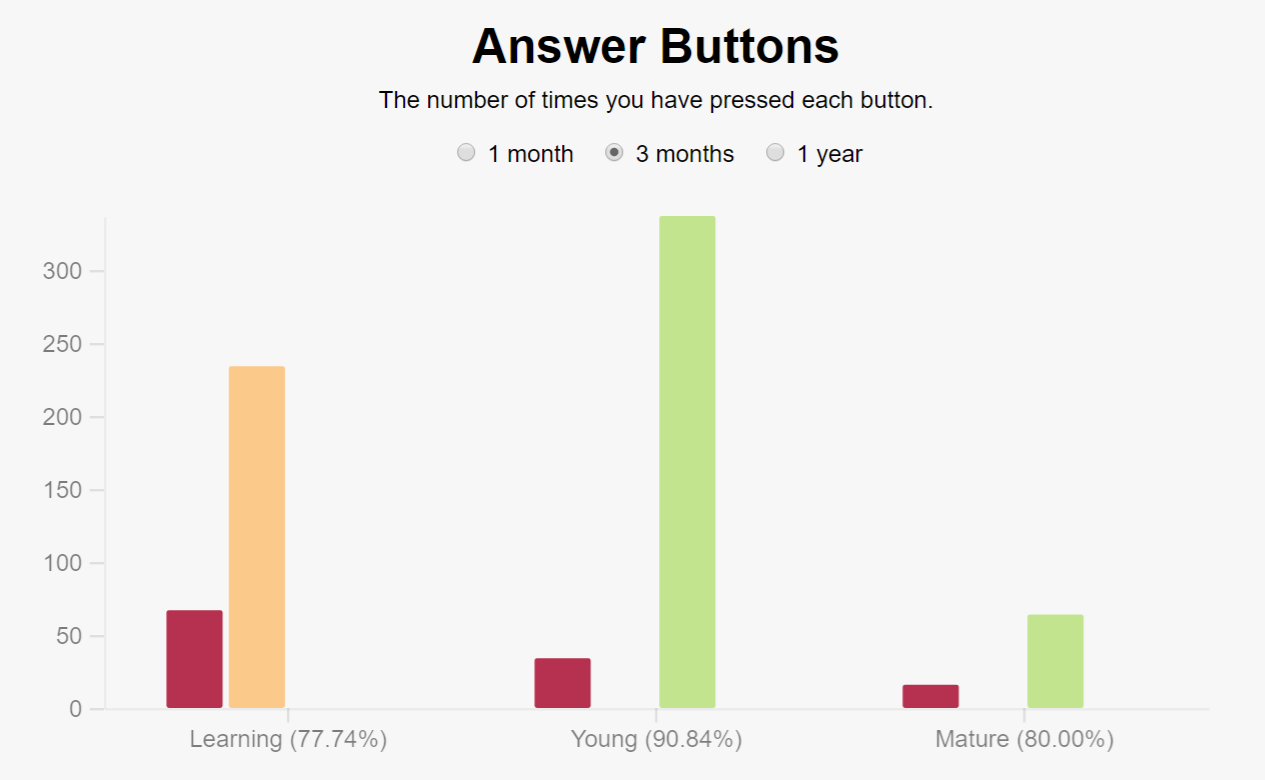 Answer Buttons
The number of times you have pressed each button.
1 month 3 months 1 year
300
250
200
150
100
50
0
Learning (77.74%) Young (90.84%) Mature (80.00%)